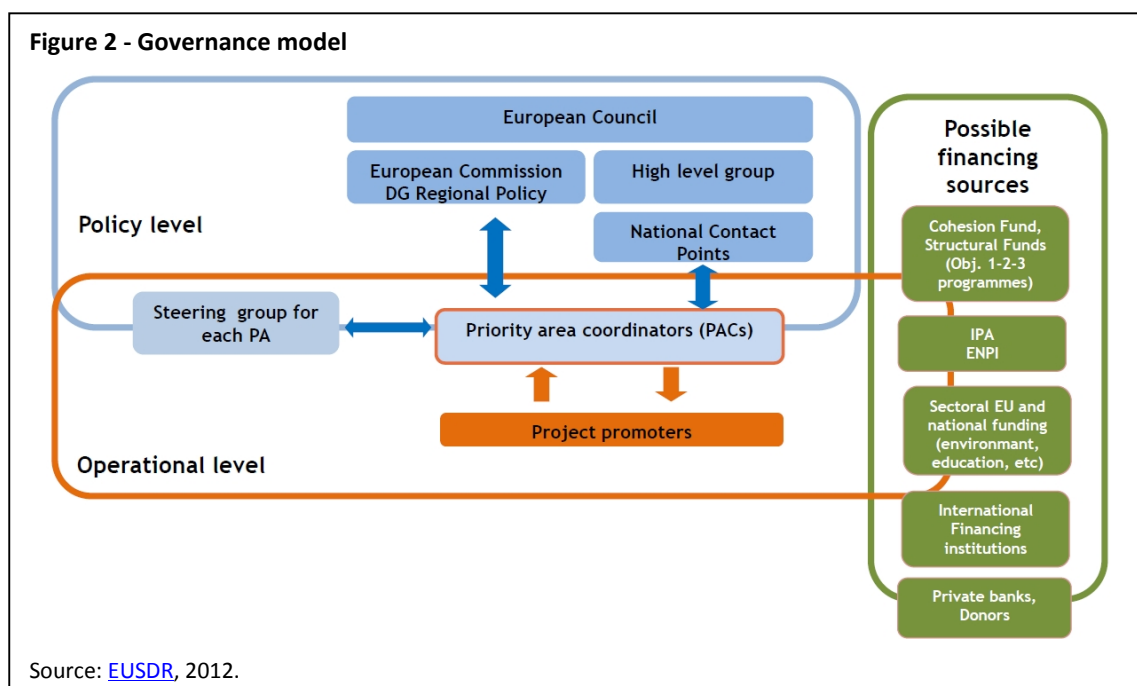 Figure 2 - Governance model
European Council
European Commission
DG Regional Policy
High level group
Policy level
National Contact
Points
Steering group for
each PA
Priority area coordinators (PACs)
Project promoters
Operational level
Possible
financing
sources
Cohesion Fund,
Structural Funds
(Obj. 1-2-3
programmes)
IPA
ENPI
Sectoral EU and
national funding
(environmant,
education, etc)
International
Financing
institutions
Private banks,
Donors
Source: EUSDR, 2012.